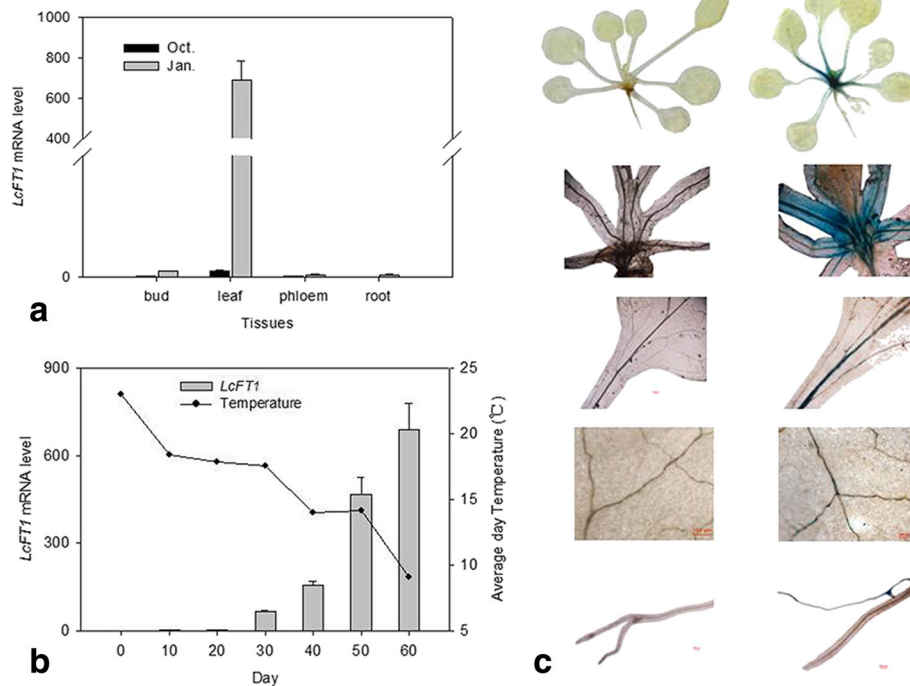 1000
800
600
400
0
LcFT1 mRNA level
Oct.
Jan.
bud leaf phloem root
Tissues
a
900
600
300
0
LcFT1 mRNA level
LcFT1
Temperature
25
20
15
10
5
Average day Temperature (℃)
0 10 20 30 40 50 60
Day
b
c